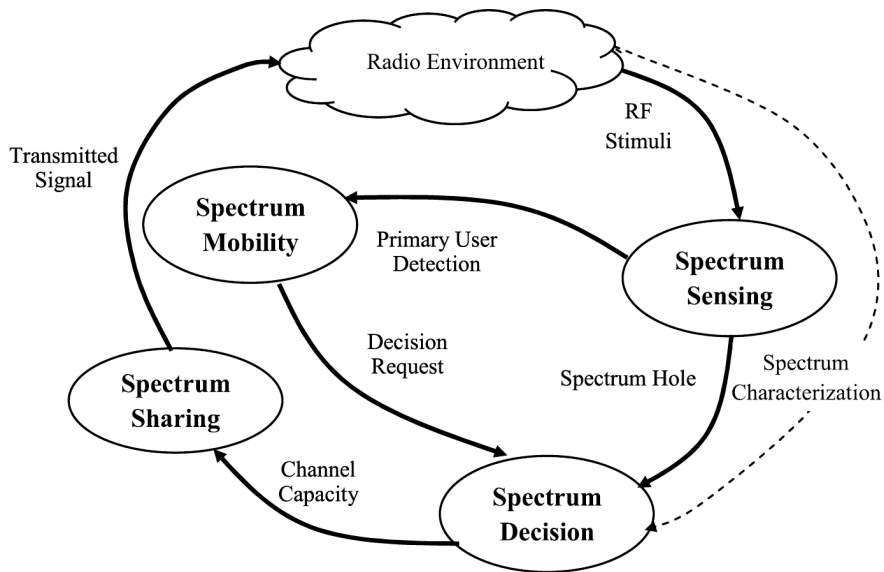 Radio Environment
RF
Stimuli
Transmitted
Signal
Spectrum
Mobility
Primary User
Detection
Spectrum
Sensing
Decision
Request
Spectrum Hole
Spectrum
Characterization
Spectrum
Sharing
Channel
Capacity
Spectrum
Decision